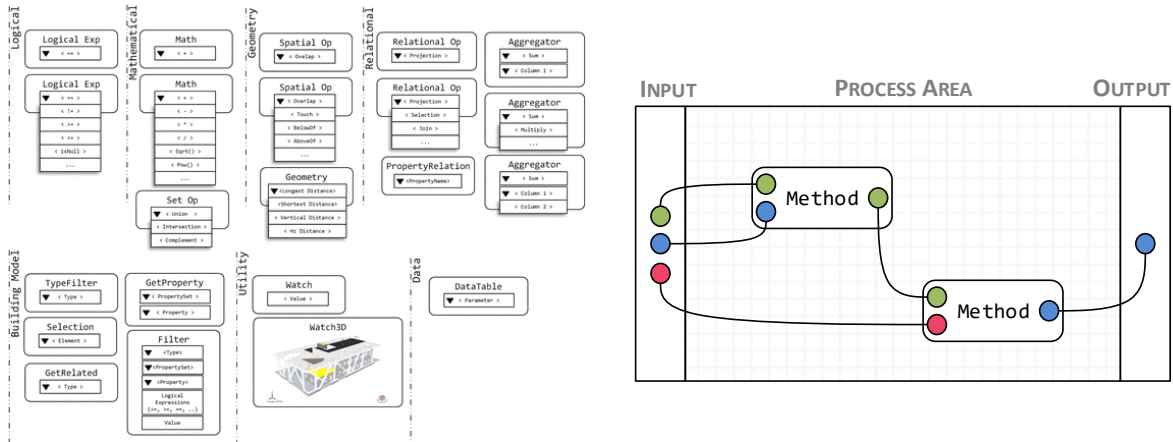 Logical
Logical Exp
< == >
Logical Exp
< == >
< != >
< >= >
< <= >
< isNull >
...
Mathematical
Math
< + >
Math
< + >
< - >
< * >
< / >
< Sqrt() >
< Pow() >
...
Set Op
< Union >
< Intersection >
< Complement >
Geometry
Spatial Op
< Ovelap >
Spatial Op
< Overlap >
< Touch >
< BelowOf >
< AboveOf >
...
Geometry
<Longest Distance>
<Shortest Distance>
< Vertical Distance >
< Hz Distance >
Relational
Relational Op
< Projection >
Relational Op
< Projection >
< Selection >
< Join >
...
PropertyRelation
<PropertyName>
Aggregator
< Sum >
< Column 1 >
Aggregator
< Sum >
< Multiply >
...
Aggregator
< Sum >
< Column 1 >
< Column 2 >
Building Model
TypeFilter
< Type >
Selection
< Element >
GetRelated
< Type >
GetProperty
< PropertySet >
< Property >
Filter
<Type>
<PropertySet>
<Property>
Logical
Expressions
(<=, >=, ==, ..)
Value
Utility
Watch
< Value >
Watch3D
Data
DataTable
< Parameter >
INPUT
PROCESS AREA
OUTPUT
Method
Method